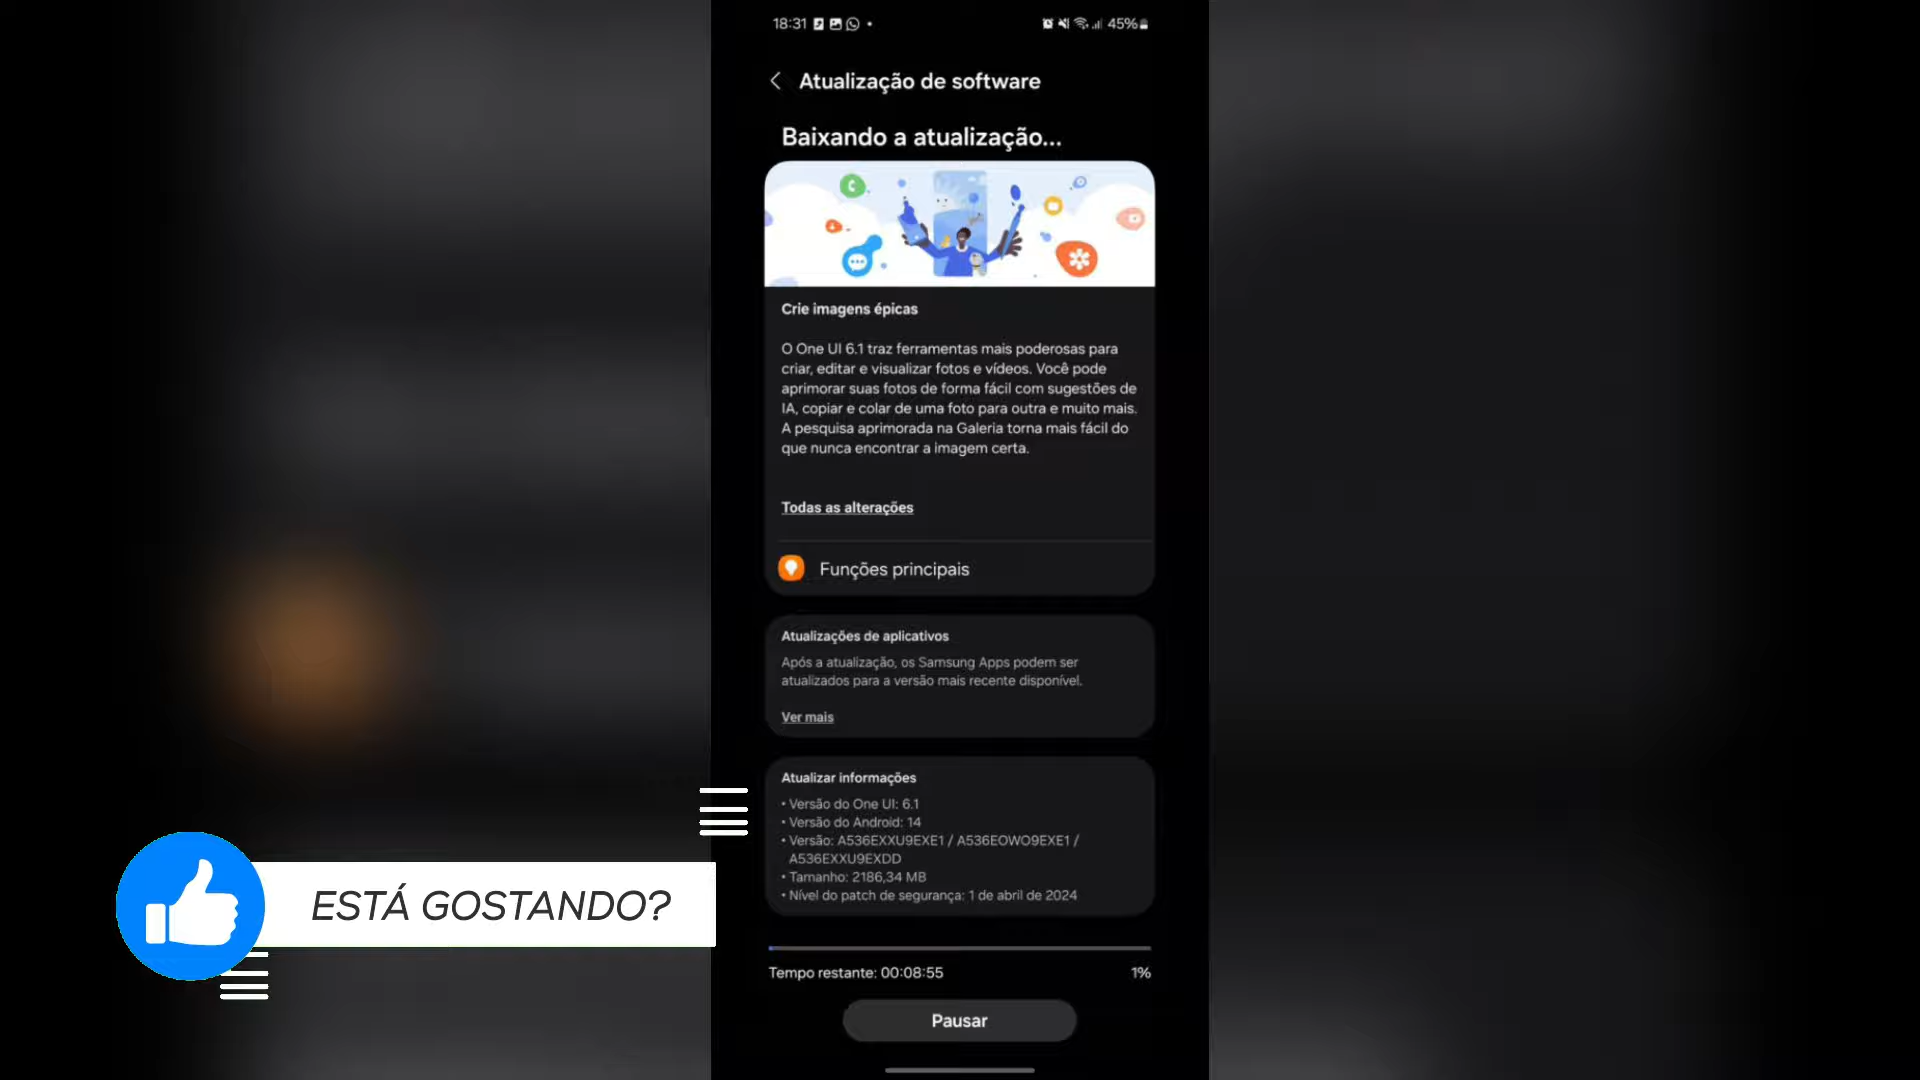 18:31
45%
Atualização de software
Baixando a atualização...
Crie imagens épicas
O One UI 6.1 traz ferramentas mais poderosas para
criar, editar e visualizar fotos e vídeos. Você pode
aprimorar suas fotos de forma fácil com sugestões de
IA, copiar e colar de uma foto para outra e muito mais.
A pesquisa aprimorada na Galeria torna mais fácil do
que nunca encontrar a imagem certa.
Todas as alterações
Funções principais
Atualizações de aplicativos
Após a atualização, os Samsung Apps podem ser
atualizados para a versão mais recente disponível.
Ver mais
Atualizar informações
• Versão do One UI: 6.1
• Versão do Android: 14
• Versão: A536EXXU9EXE1 / A536EOWO9EXE1 /
A536EXXU9EXDD
• Tamanho: 2186,34 MB
• Nível do patch de segurança: 1 de abril de 2024
Tempo restante: 00:08:55
1%
Pausar
ESTÁ GOSTANDO?